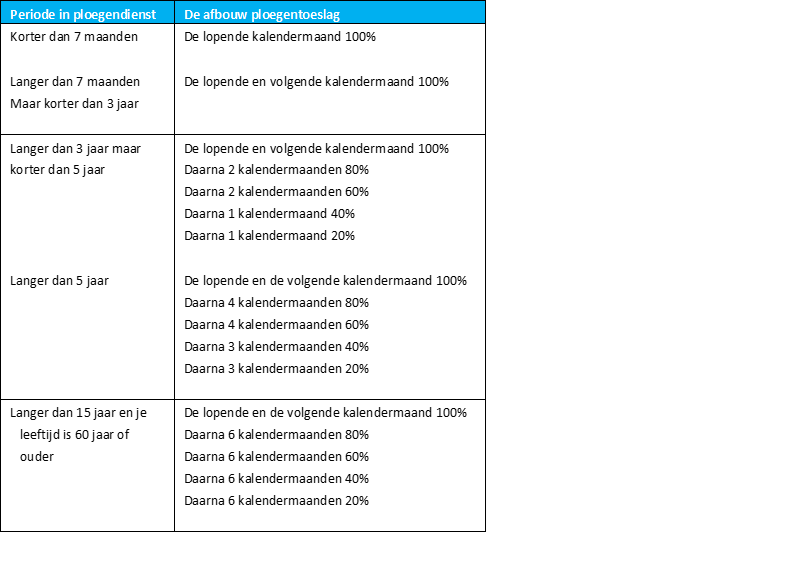 Periode in ploegendienst
De afbouw ploegentoeslag
Korter dan 7 maanden
De lopende kalendermaand 100%
Langer dan 7 maanden
Maar korter dan 3 jaar
De lopende en volgende kalendermaand 100%
Langer dan 3 jaar maar
korter dan 5 jaar
De lopende en volgende kalendermaand 100%
Daarna 2 kalendermaanden 80%
Daarna 2 kalendermaanden 60%
Daarna 1 kalendermaand 40%
Daarna 1 kalendermaand 20%
Langer dan 5 jaar
De lopende en de volgende kalendermaand 100%
Daarna 4 kalendermaanden 80%
Daarna 4 kalendermaanden 60%
Daarna 3 kalendermaanden 40%
Daarna 3 kalendermaanden 20%
Langer dan 15 jaar en je
leeftijd is 60 jaar of
ouder
De lopende en de volgende kalendermaand 100%
Daarna 6 kalendermaanden 80%
Daarna 6 kalendermaanden 60%
Daarna 6 kalendermaanden 40%
Daarna 6 kalendermaanden 20%